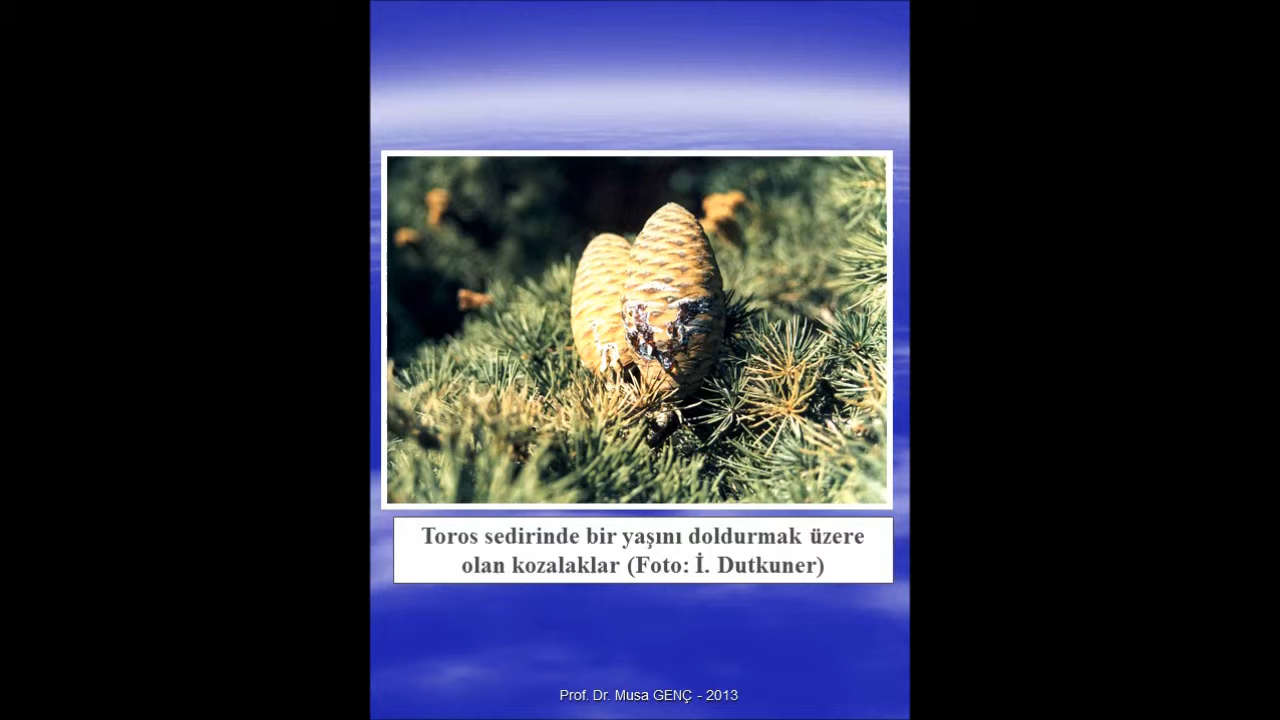 Toros sedirinde bir yaşını doldurmak üzere
olan kozalaklar (Foto: İ. Dutkuner)
Prof. Dr. Musa GENÇ - 2013